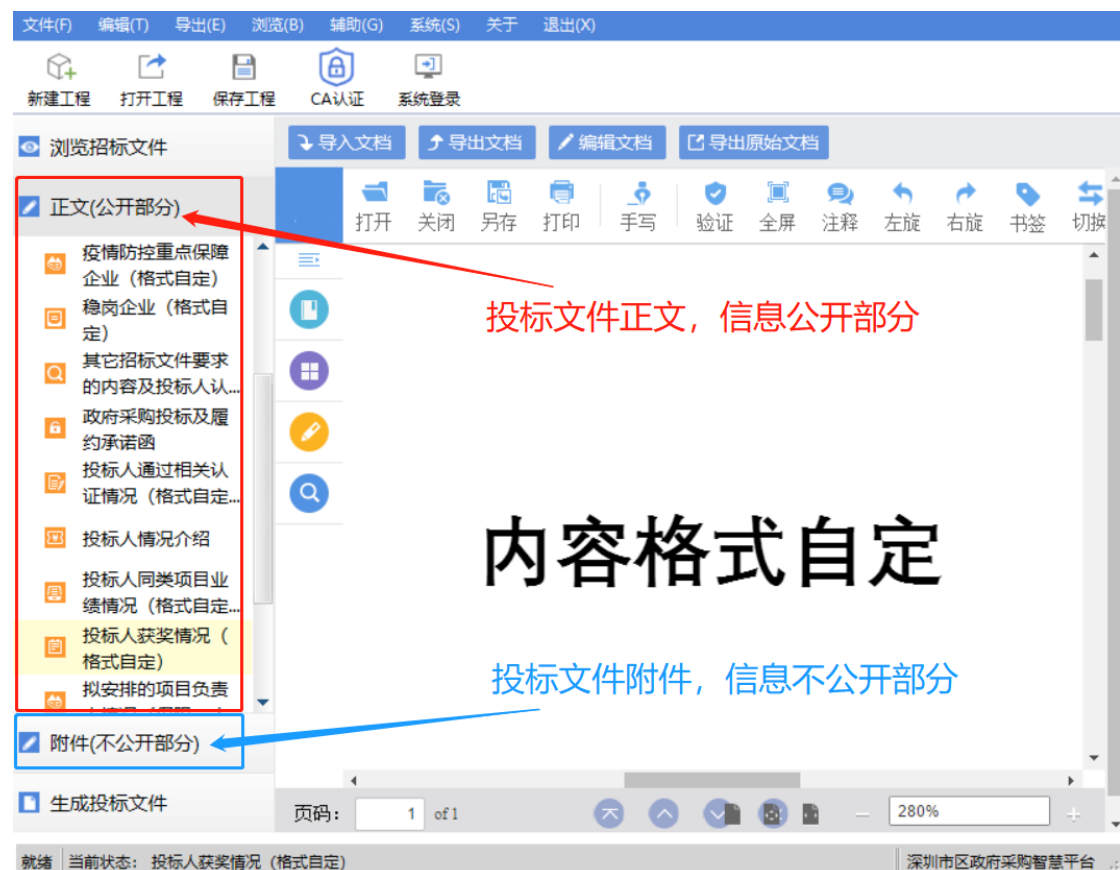 文件(F) 编辑(T) 导出(E) 浏览(B) 辅助(G) 系统(S) 关于 退出(X)
新建工程 打开工程 保存工程 CA认证 系统登录
浏览招标文件
导入文档 导出文档 编辑文档 导出原始文档
正文(公开部分)
打开 关闭 另存 打印 手写 验证 全屏 注释 左旋 右旋 书签 切换
疫情防控重点保障
企业（格式自定）
稳岗企业（格式自
定）
其它招标文件要求
的内容及投标人认...
政府采购投标及履
约承诺函
投标人通过相关认
证情况（格式自定...
投标人情况介绍
投标人同类项目业
绩情况（格式自定...
投标人获奖情况（
格式自定）
拟安排的项目负责
投标文件正文，信息公开部分
内容格式自定
投标文件附件，信息不公开部分
附件(不公开部分)
生成投标文件
页码： 1 of 1 280%
就绪 当前状态： 投标人获奖情况（格式自定） 深圳市区政府采购智慧平台